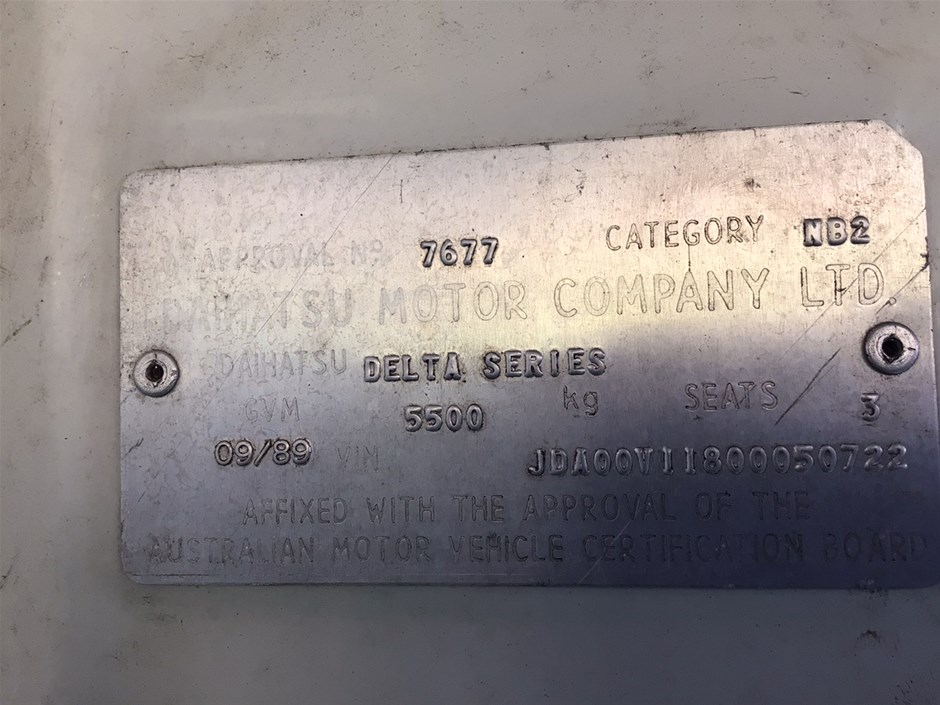 APPROVAL Nº 7677 CATEGORY NB2
DAIHATSU MOTOR COMPANY LTD.
DAIHATSU DELTA SERIES
GVM 5500 kg SEATS 3
09/89 VIN JDA00V11800050722
AFFIXED WITH THE APPROVAL OF THE
AUSTRALIAN MOTOR VEHICLE CERTIFICATION BOARD